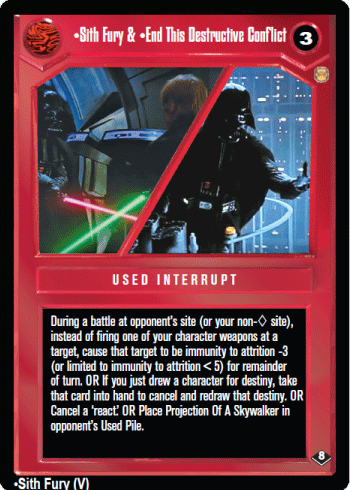 •Sith Fury & •End This Destructive Conflict
3
USED INTERRUPT
During a battle at opponent's site (or your non-♢ site),
instead of firing one of your character weapons at a
target, cause that target to be immunity to attrition -3
(or limited to immunity to attrition < 5) for remainder
of turn. OR If you just drew a character for destiny, take
that card into hand to cancel and redraw that destiny. OR
Cancel a 'react.' OR Place Projection Of A Skywalker in
opponent's Used Pile.
8
•Sith Fury (V)